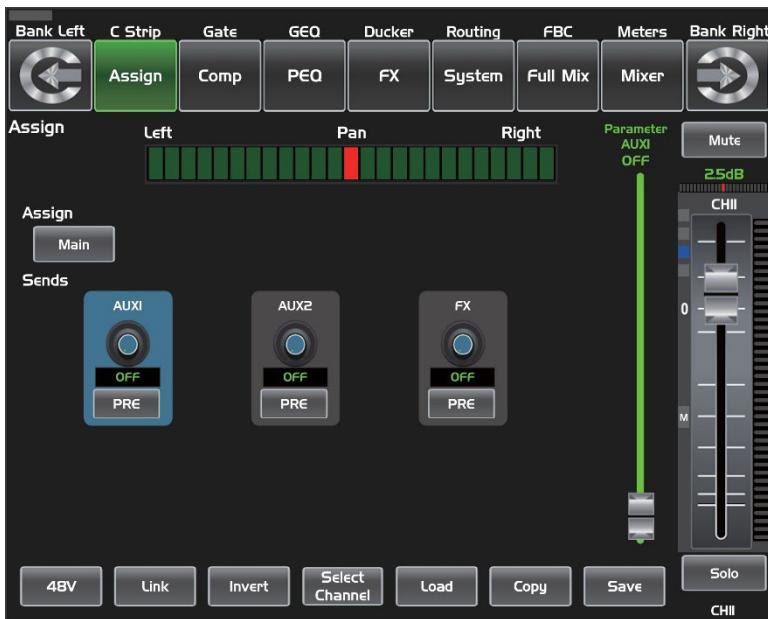 Bank Left C Strip Gate GEQ Ducker Routing FBC Meters Bank Right
Assign Comp PEQ FX System Full Mix Mixer
Assign
Left Pan Right
Parameter
AUX1
OFF
Mute
2.5dB
CH11
Assign
Main
Sends
AUX1 AUX2 FX
0
OFF OFF OFF
PRE PRE PRE
M
48V Link Invert Select Channel Load Copy Save
Solo
CH11